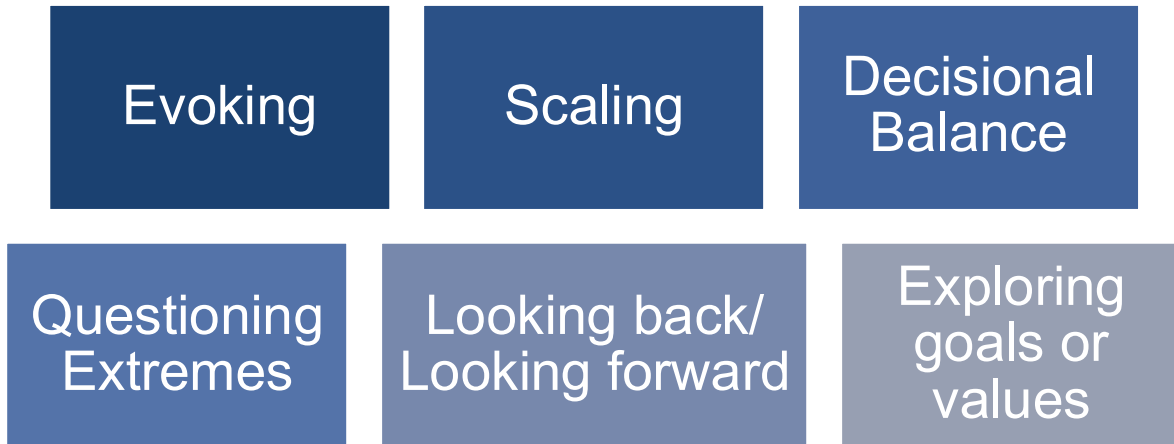 Evoking
Scaling
Decisional
Balance
Questioning
Extremes
Looking back/
Looking forward
Exploring
goals or
values